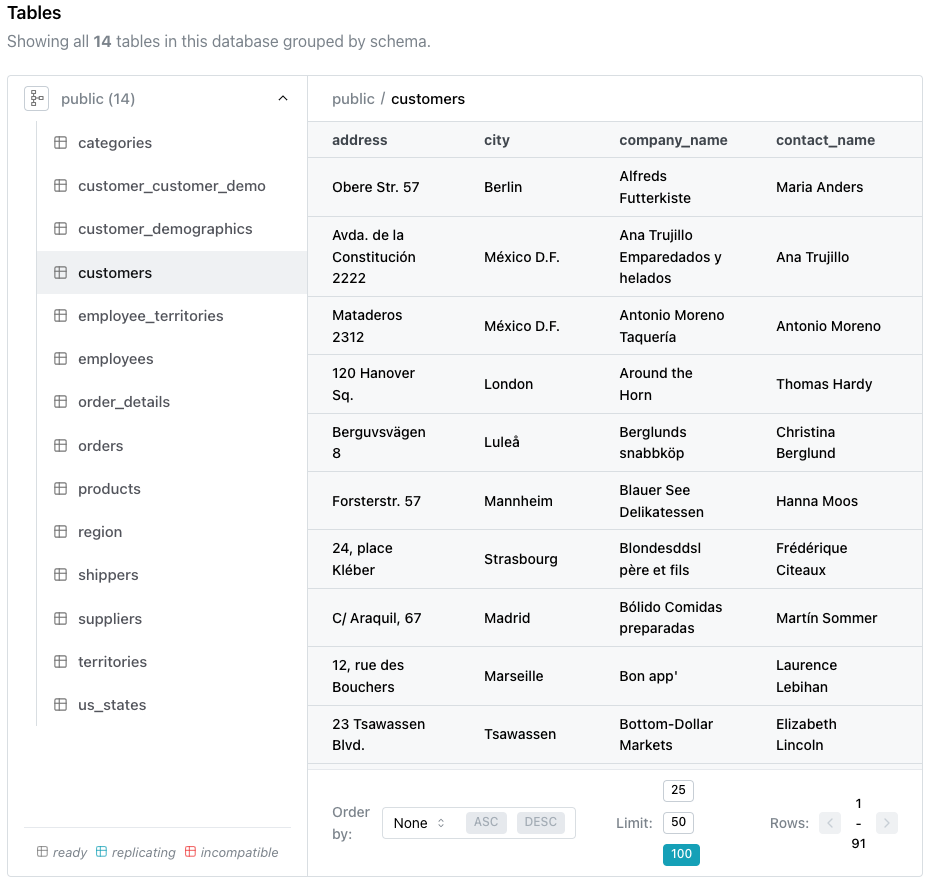 Tables
Showing all 14 tables in this database grouped by schema.
public (14)
categories
customer_customer_demo
customer_demographics
customers
employee_territories
employees
order_details
orders
products
region
shippers
suppliers
territories
us_states
ready replicating incompatible
public / customers
address city company_name contact_name
Obere Str. 57 Berlin Alfreds Futterkiste Maria Anders
Avda. de la Constitución 2222 México D.F. Ana Trujillo Emparedados y helados Ana Trujillo
Mataderos 2312 México D.F. Antonio Moreno Taquería Antonio Moreno
120 Hanover Sq. London Around the Horn Thomas Hardy
Berguvsvägen 8 Luleå Berglunds snabbköp Christina Berglund
Forsterstr. 57 Mannheim Blauer See Delikatessen Hanna Moos
24, place Kléber Strasbourg Blondesddsl père et fils Frédérique Citeaux
C/ Araquil, 67 Madrid Bólido Comidas preparadas Martín Sommer
12, rue des Bouchers Marseille Bon app' Laurence Lebihan
23 Tsawassen Blvd. Tsawassen Bottom-Dollar Markets Elizabeth Lincoln
Order by: None ASC DESC Limit: 25 50 100 Rows: 1 - 91